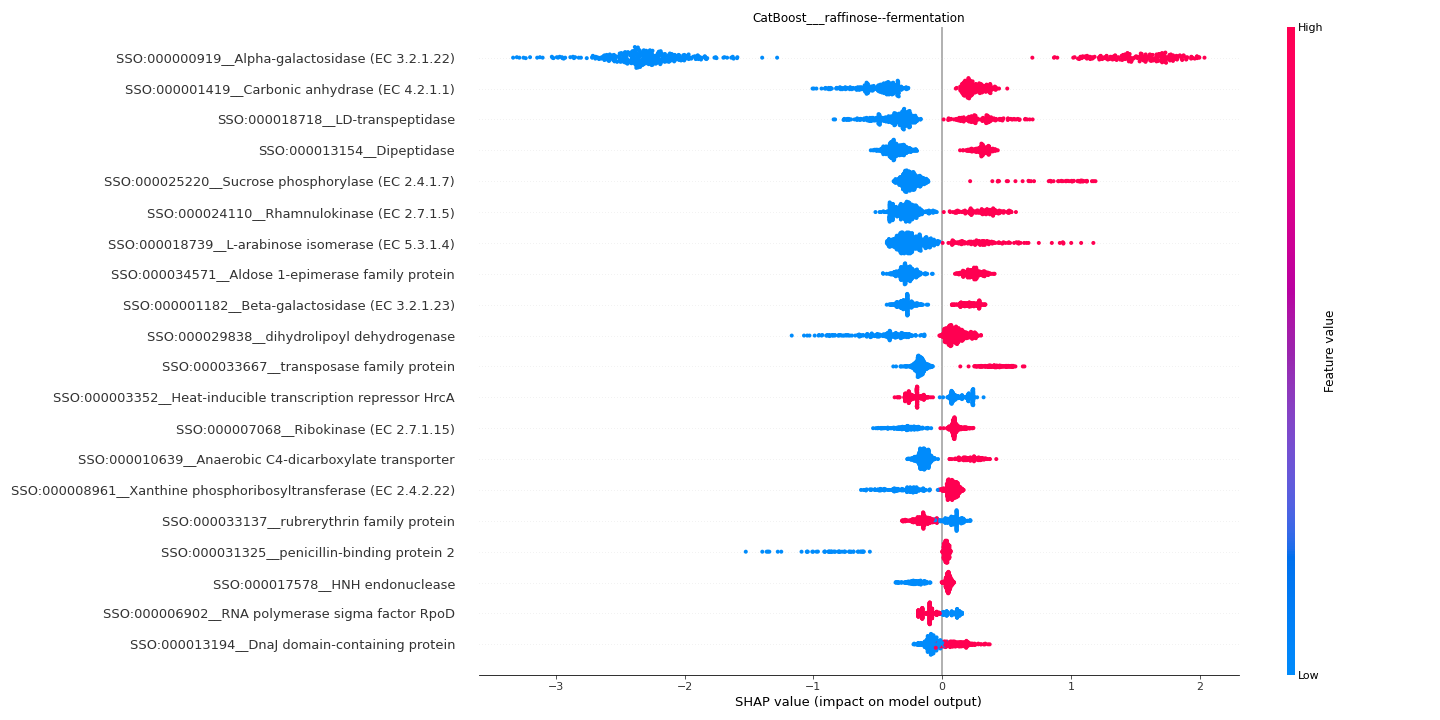 CatBoost___raffinose--fermentation
High
SSO:000000919__Alpha-galactosidase (EC 3.2.1.22)
SSO:000001419__Carbonic anhydrase (EC 4.2.1.1)
SSO:000018718__LD-transpeptidase
SSO:000013154__Dipeptidase
SSO:000025220__Sucrose phosphorylase (EC 2.4.1.7)
SSO:000024110__Rhamnulokinase (EC 2.7.1.5)
SSO:000018739__L-arabinose isomerase (EC 5.3.1.4)
SSO:000034571__Aldose 1-epimerase family protein
SSO:000001182__Beta-galactosidase (EC 3.2.1.23)
SSO:000029838__dihydrolipoyl dehydrogenase
SSO:000033667__transposase family protein
SSO:000003352__Heat-inducible transcription repressor HrcA
SSO:000007068__Ribokinase (EC 2.7.1.15)
SSO:000010639__Anaerobic C4-dicarboxylate transporter
SSO:000008961__Xanthine phosphoribosyltransferase (EC 2.4.2.22)
SSO:000033137__rubrerythrin family protein
SSO:000031325__penicillin-binding protein 2
SSO:000017578__HNH endonuclease
SSO:000006902__RNA polymerase sigma factor RpoD
SSO:000013194__DnaJ domain-containing protein
Feature value
Low
−3 −2 −1 0 1 2
SHAP value (impact on model output)